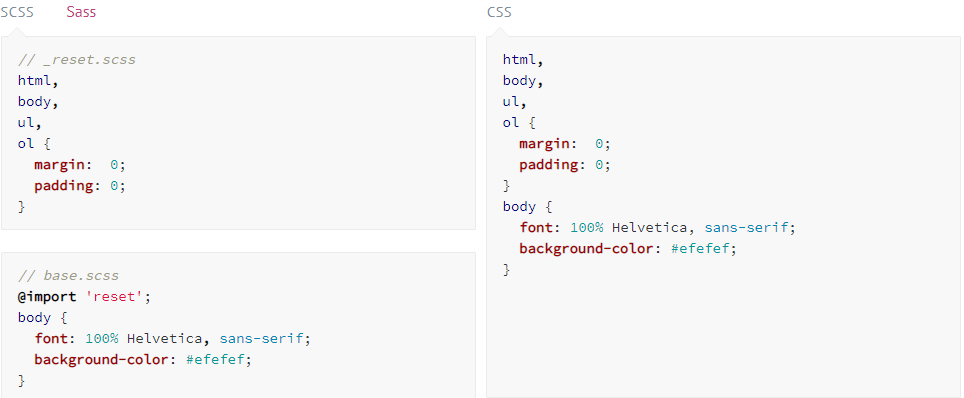 SCSS Sass
// _reset.scss
html,
body,
ul,
ol {
  margin:  0;
  padding: 0;
}
// base.scss
@import 'reset';
body {
  font: 100% Helvetica, sans-serif;
  background-color: #efefef;
}
CSS
html,
body,
ul,
ol {
  margin:  0;
  padding: 0;
}
body {
  font: 100% Helvetica, sans-serif;
  background-color: #efefef;
}